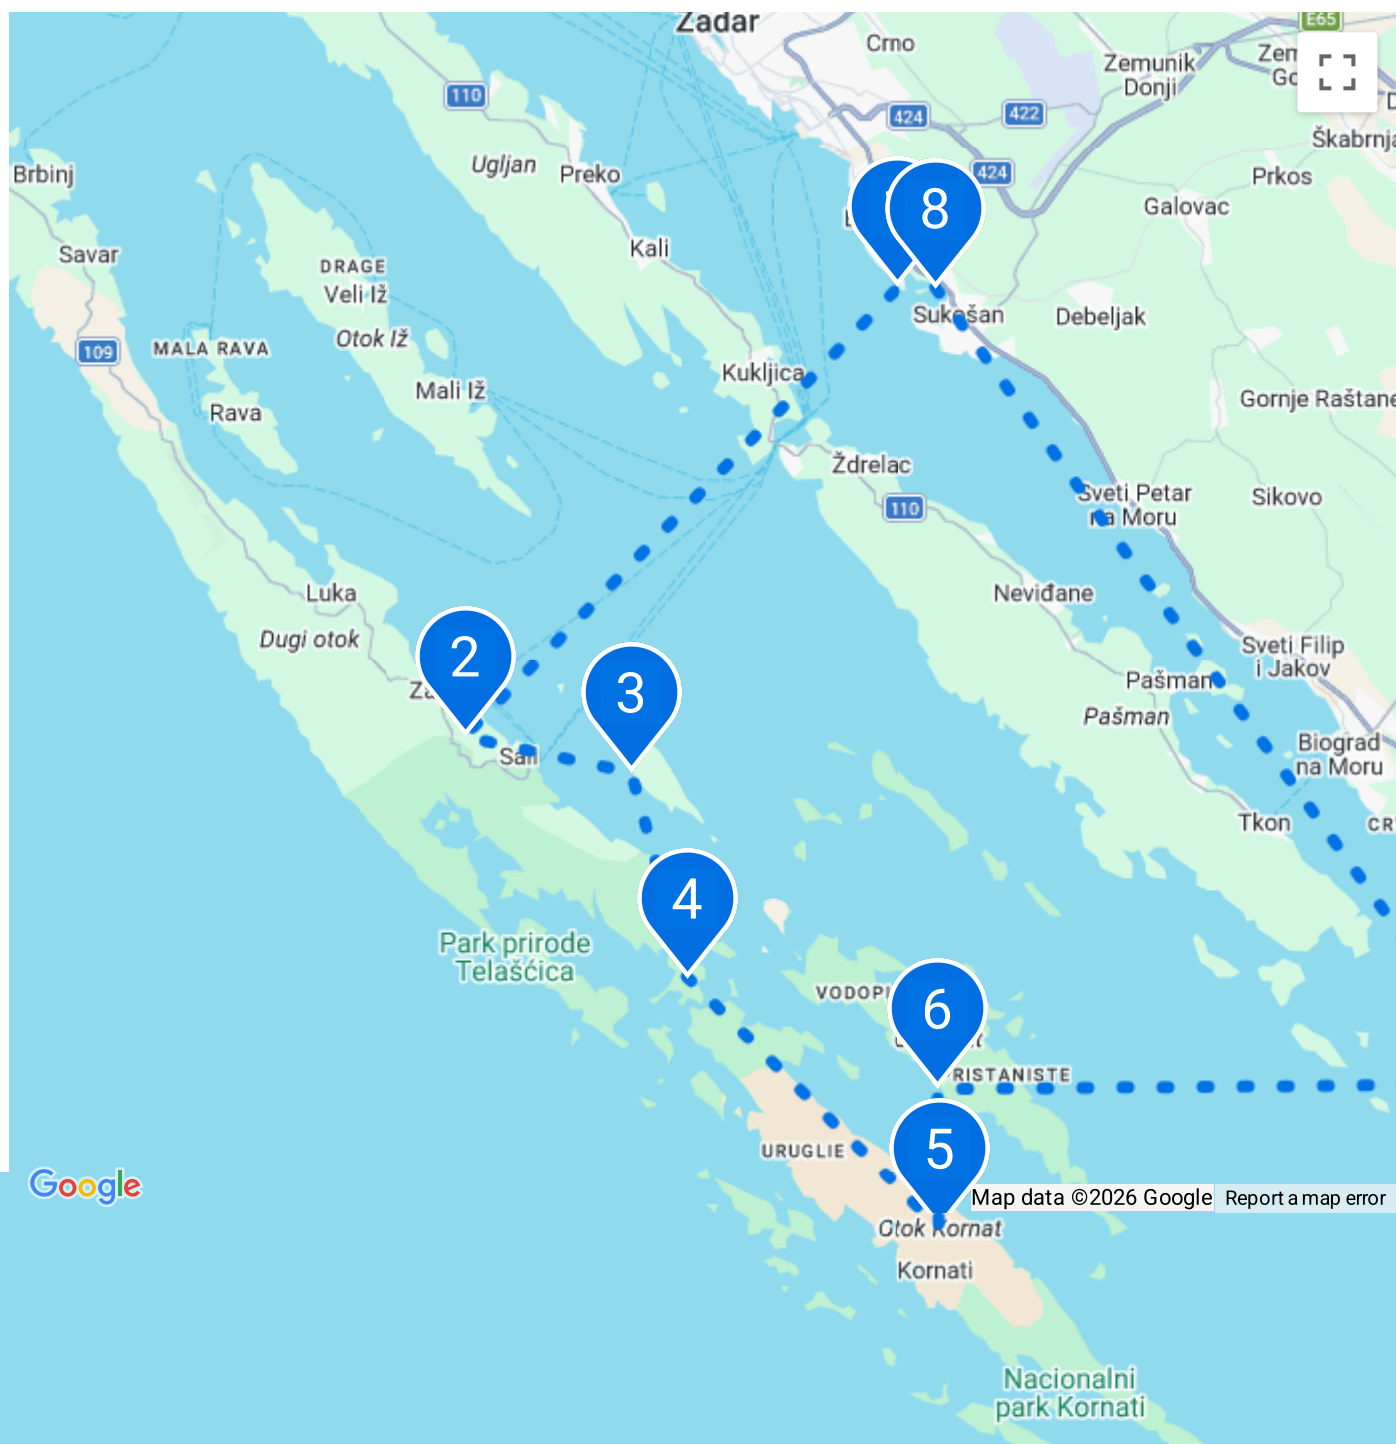 Zadar
E65
Crno
Zemunik
Donji
110
424
422
Škabrnja
Ugljan
Preko
Brbinj
424
Prkos
Galovac
8
Savar
Kali
DRAGE
Veli Iž
Sukošan
Debeljak
Otok Iž
109
MALA RAVA
Kukljica
Mali Iž
Rava
Gornje Raštane
Ždrelac
110
Sveti Petar
na Moru
Sikovo
Luka
Neviđane
Dugi otok
Sveti Filip
i Jakov
2
3
Pašman
Pašman
Sali
Biograd
na Moru
Tkon
4
Park prirode
Telašćica
6
URUGLIE
5
Google
Map data ©2026 Google
Report a map error
Otok Kornat
Kornati
Nacionalni
park Kornati